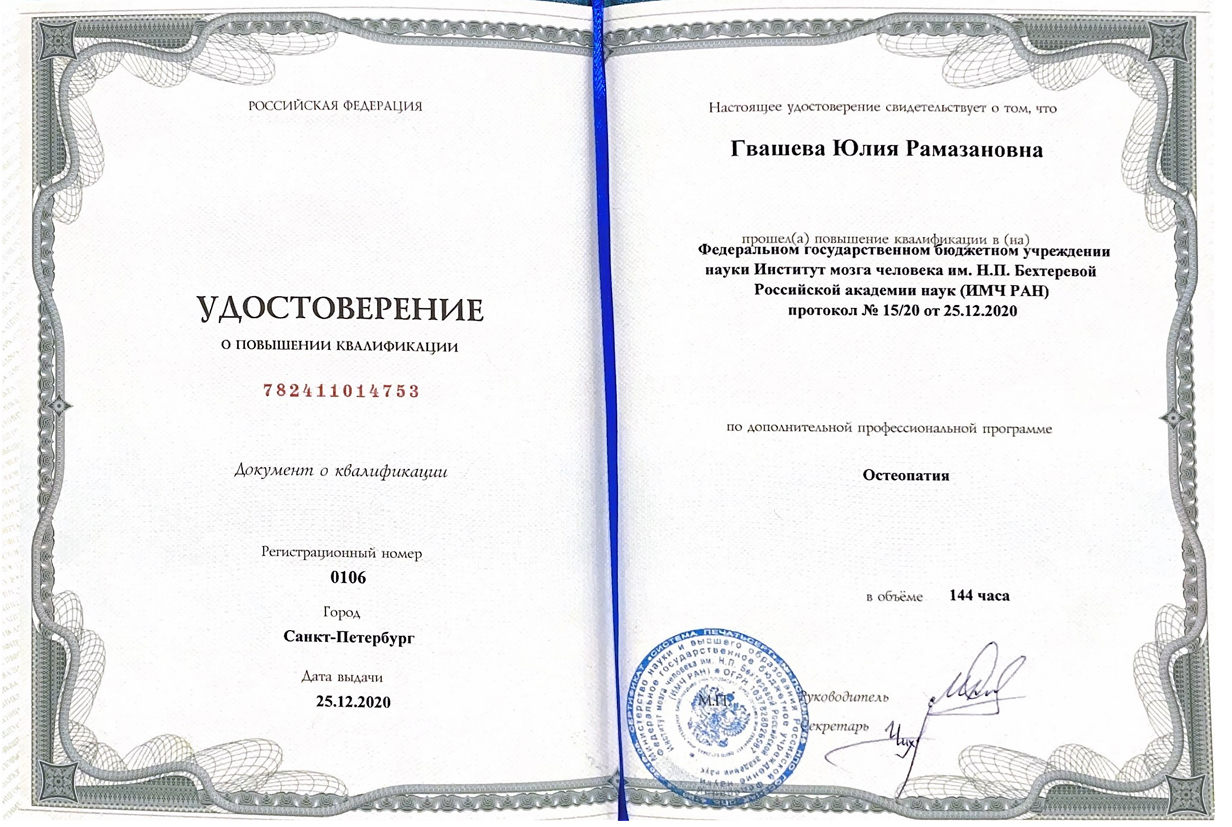 РОССИЙСКАЯ ФЕДЕРАЦИЯ
УДОСТОВЕРЕНИЕ
О ПОВЫШЕНИИ КВАЛИФИКАЦИИ
782411014753
Документ о квалификации
Регистрационный номер
0106
Город
Санкт-Петербург
Дата выдачи
25.12.2020
Настоящее удостоверение свидетельствует о том, что
Гвашева Юлия Рамазановна
прошел(а) повышение квалификации в (на)
Федеральном государственном бюджетном учреждении
науки Институт мозга человека им. Н.П. Бехтеревой
Российской академии наук (ИМЧ РАН)
протокол № 15/20 от 25.12.2020
по дополнительной профессиональной программе
Остеопатия
в объёме 144 часа
М.П.
Руководитель
Секретарь